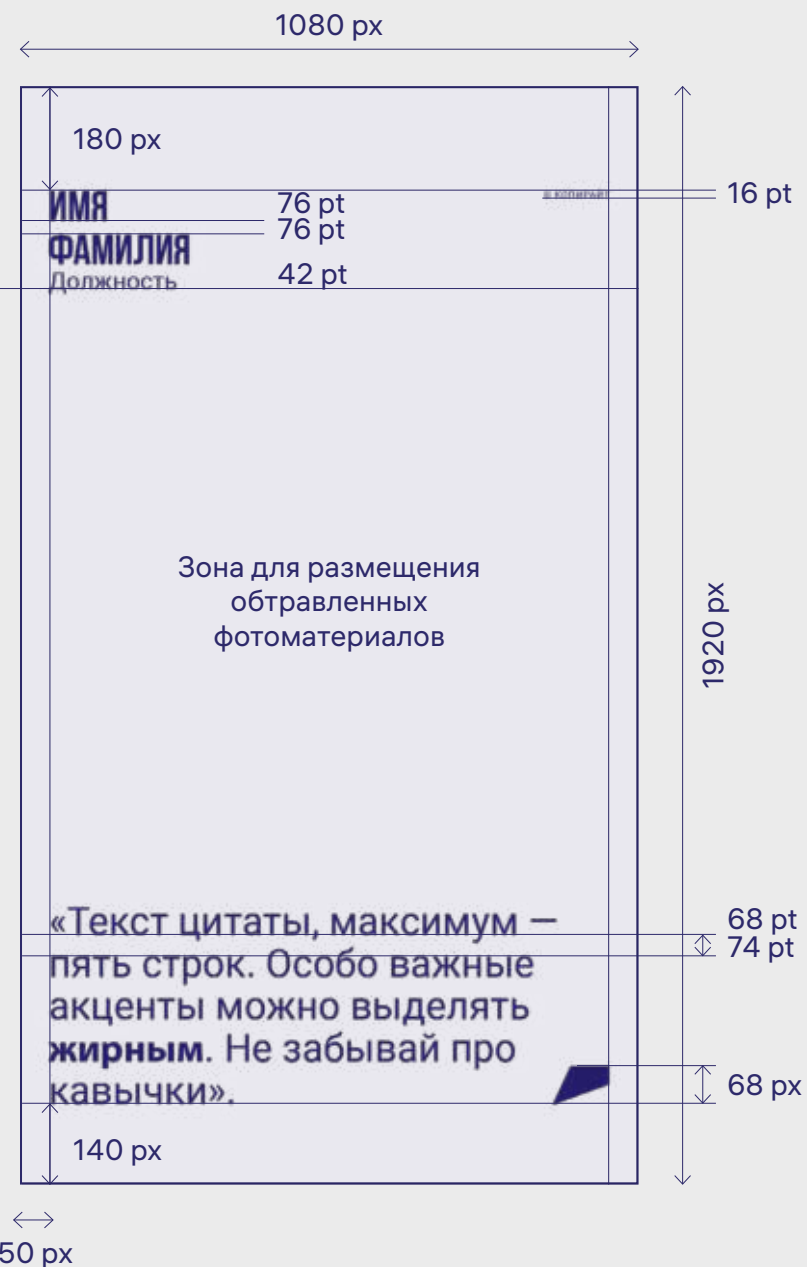 1080 px
180 px
ИМЯ
76 pt
© КОПИРАЙТ
16 pt
76 pt
ФАМИЛИЯ
Должность
42 pt
Зона для размещения
обтравленных
фотоматериалов
1920 px
«Текст цитаты, максимум —
68 pt
74 pt
пять строк. Особо важные
акценты можно выделять
жирным. Не забывай про
кавычки».
68 px
140 px
50 px